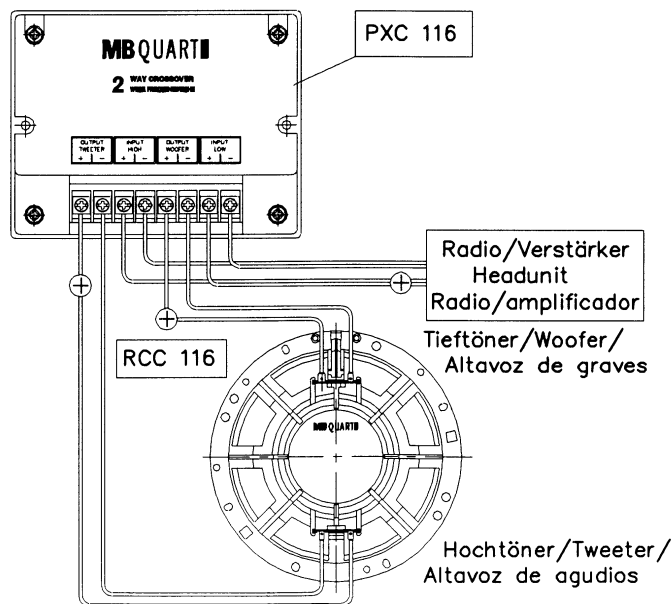 PXC 116
MB QUART
2 WAY CROSSOVER
OUTPUT TWEETER
+ -
INPUT HIGH
+ -
OUTPUT WOOFER
+ -
INPUT LOW
+ -
Radio/Verstärker
Headunit
Radio/amplificador
RCC 116
Tieftöner/Woofer/
Altavoz de graves
MB QUART
Hochtöner/Tweeter/
Altavoz de agudios